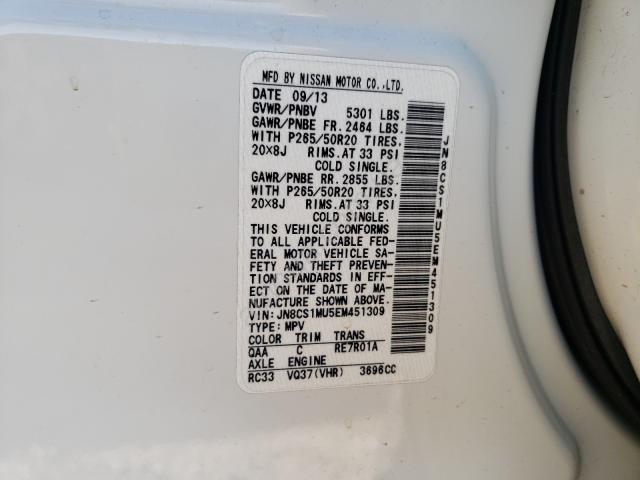 MFD BY NISSAN MOTOR CO.,LTD.
DATE 09/13
GVWR/PNBV 5301 LBS.
GAWR/PNBE FR. 2464 LBS.
WITH P265/50R20 TIRES,
20×8J RIMS. AT 33 PSI
COLD SINGLE.
GAWR/PNBE RR. 2855 LBS.
WITH P265/50R20 TIRES,
20×8J RIMS. AT 33 PSI
COLD SINGLE.
THIS VEHICLE CONFORMS
TO ALL APPLICABLE FED-
ERAL MOTOR VEHICLE SA-
FETY AND THEFT PREVEN-
TION STANDARDS IN EFF-
ECT ON THE DATE OF MA-
NUFACTURE SHOWN ABOVE.
VIN: JN8CS1MU5EM451309
TYPE: MPV
COLOR TRIM TRANS
QAA C RE7R01A
AXLE ENGINE
RC33 VQ37(VHR) 3696CC
JN8CS1MU5EM451309